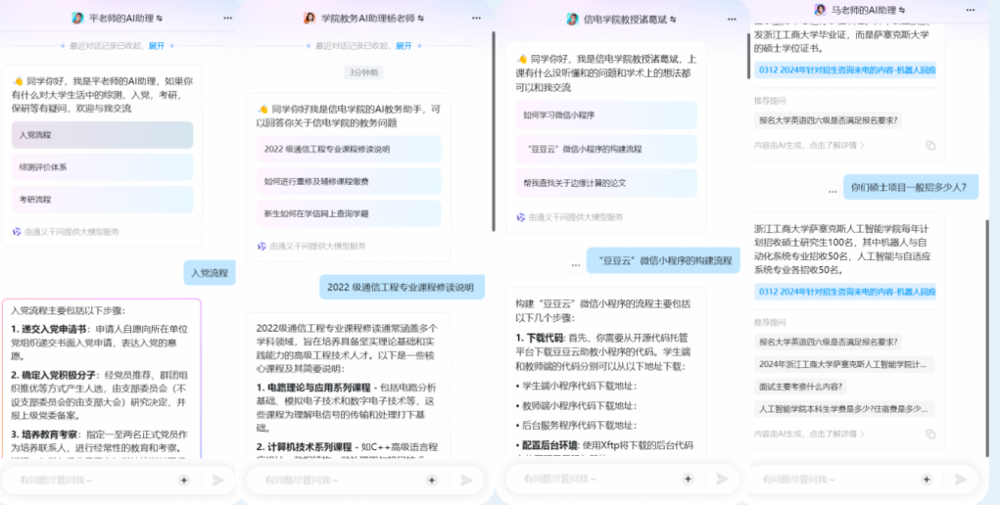 平老师的AI助理
最近对话记录已收起，展开
👋 同学你好，我是平老师的AI助理，如果你
有什么对大学生活中的综测，入党，考研，
保研等有疑问，欢迎与我交流
入党流程
综测评价体系
考研流程
由通义千问提供大模型服务
入党流程
入党流程主要包括以下步骤：
1. 递交入党申请书：申请人自愿向所在单位
党组织递交书面入党申请，表达入党的意
愿。
2. 确定入党积极分子：经党员推荐、群团组
织推优等方式产生人选，由支部委员会（不
设支部委员会的由支部大会）研究决定，并
报上级党委备案。
3. 培养教育考察：指定一至两名正式党员作
为培养联系人，进行经常性的教育和考察。
有问题尽管问我~
学院教务AI助理杨老师
最近对话记录已收起，展开
3分钟前
👋 同学你好我是信电学院的AI教务助手，可
以回答你关于信电学院的教务问题
2022 级通信工程专业课程修读说明
如何进行重修及辅修课程缴费
新生如何在学信网上查询学籍
由通义千问提供大模型服务
2022 级通信工程专业课程修读说明
2022级通信工程专业课程修读通常涵盖多个
学科领域，旨在培养具备坚实理论基础和实
践能力的高级工程技术人才。以下是一些核
心课程及其简要说明：
1. 电路理论与应用系列课程 - 包括电路分析
基础、模拟电子技术和数字电子技术等，这
些课程为理解电信号的传输和处理打下基
础。
2. 计算机技术系列课程 - 如C++高级语言程
有问题尽管问我~
信电学院教授诸葛斌
👋 同学你好，我是信电学院教授诸葛斌，上
课有什么没听懂和的问题和学术上的想法都
可以和我交流
如何学习微信小程序
“豆豆云”微信小程序的构建流程
帮我查找关于边缘计算的论文
由通义千问提供大模型服务
“豆豆云”微信小程序的构建流程
构建“豆豆云”微信小程序的流程主要包括
以下几个步骤：
1. 下载代码: 首先，你需要从开源代码托管
平台下载豆豆云助教小程序的代码。学生端
和教师端的代码分别可以从以下地址下载：
• 学生端小程序代码下载地址：
• 教师端小程序代码下载地址：
• 后台服务程序代码下载地址：
• 配置后台环境: 使用Xftp将下载的后台代码
有问题尽管问我~
马老师的AI助理
发浙江工商大学毕业证，而是萨塞克斯大学
的硕士学位证书。
0312 2024年针对招生咨询来电的内容-机器人回应
推荐提问
报名大学英语四六级是否满足报名要求?
内容由AI生成，点击了解详情 >
你们硕士项目一般招多少人？
浙江工商大学萨塞克斯人工智能学院每年计
划招收硕士研究生100名，其中机器人与自
动化系统专业招收50名，人工智能与自适应
系统专业各招收50名。
0312 2024年针对招生咨询来电的内容-机器人回应
推荐提问
报名大学英语四六级是否满足报名要求?
2024年浙江工商大学萨塞克斯人工智能学院计...
面试主要考察什么内容?
人工智能学院本科生学费是多少?住宿费是多少...
内容由AI生成，点击了解详情 >
有问题尽管问我~